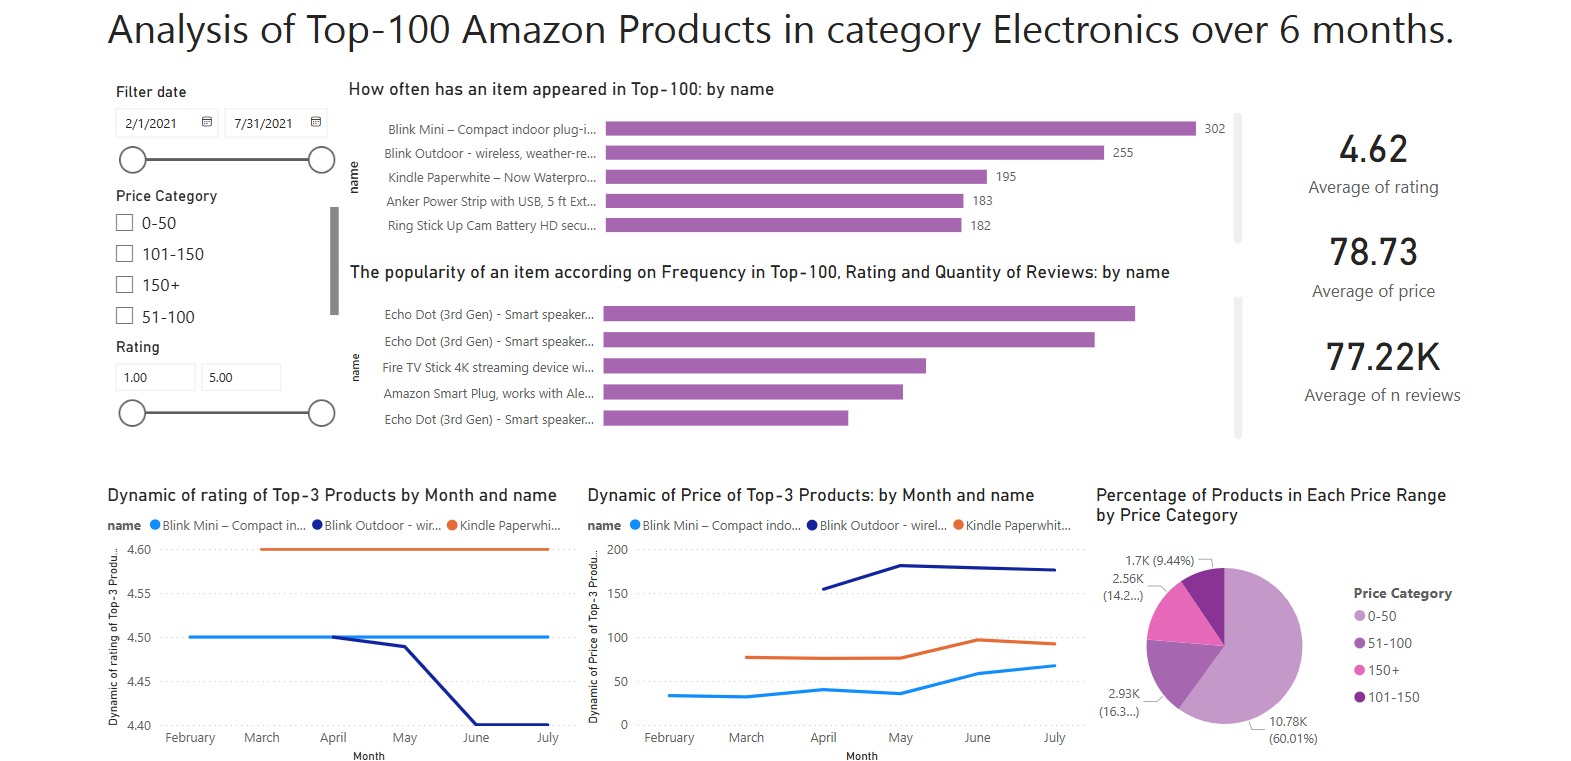 Analysis of Top-100 Amazon Products in category Electronics over 6 months.
Filter date
2/1/2021
7/31/2021
Price Category
0-50
101-150
150+
51-100
Rating
1.00
5.00
How often has an item appeared in Top-100: by name
name
Blink Mini – Compact indoor plug-i...
302
Blink Outdoor - wireless, weather-re...
255
Kindle Paperwhite – Now Waterpro...
195
Anker Power Strip with USB, 5 ft Ext...
183
Ring Stick Up Cam Battery HD secu...
182
The popularity of an item according on Frequency in Top-100, Rating and Quantity of Reviews: by name
name
Echo Dot (3rd Gen) - Smart speaker...
Echo Dot (3rd Gen) - Smart speaker...
Fire TV Stick 4K streaming device wi...
Amazon Smart Plug, works with Ale...
Echo Dot (3rd Gen) - Smart speaker...
4.62
Average of rating
78.73
Average of price
77.22K
Average of n reviews
Dynamic of rating of Top-3 Products by Month and name
name Blink Mini – Compact in... Blink Outdoor - wir... Kindle Paperwhi...
Dynamic of rating of Top-3 Produ...
4.60
4.55
4.50
4.45
4.40
February March April May June July
Month
Dynamic of Price of Top-3 Products: by Month and name
name Blink Mini – Compact indo... Blink Outdoor - wirel... Kindle Paperwhit...
Dynamic of Price of Top-3 Produ...
200
150
100
50
0
February March April May June July
Month
Percentage of Products in Each Price Range
by Price Category
1.7K (9.44%)
2.56K
(14.2...)
2.93K
(16.3...)
10.78K
(60.01%)
Price Category
0-50
51-100
150+
101-150